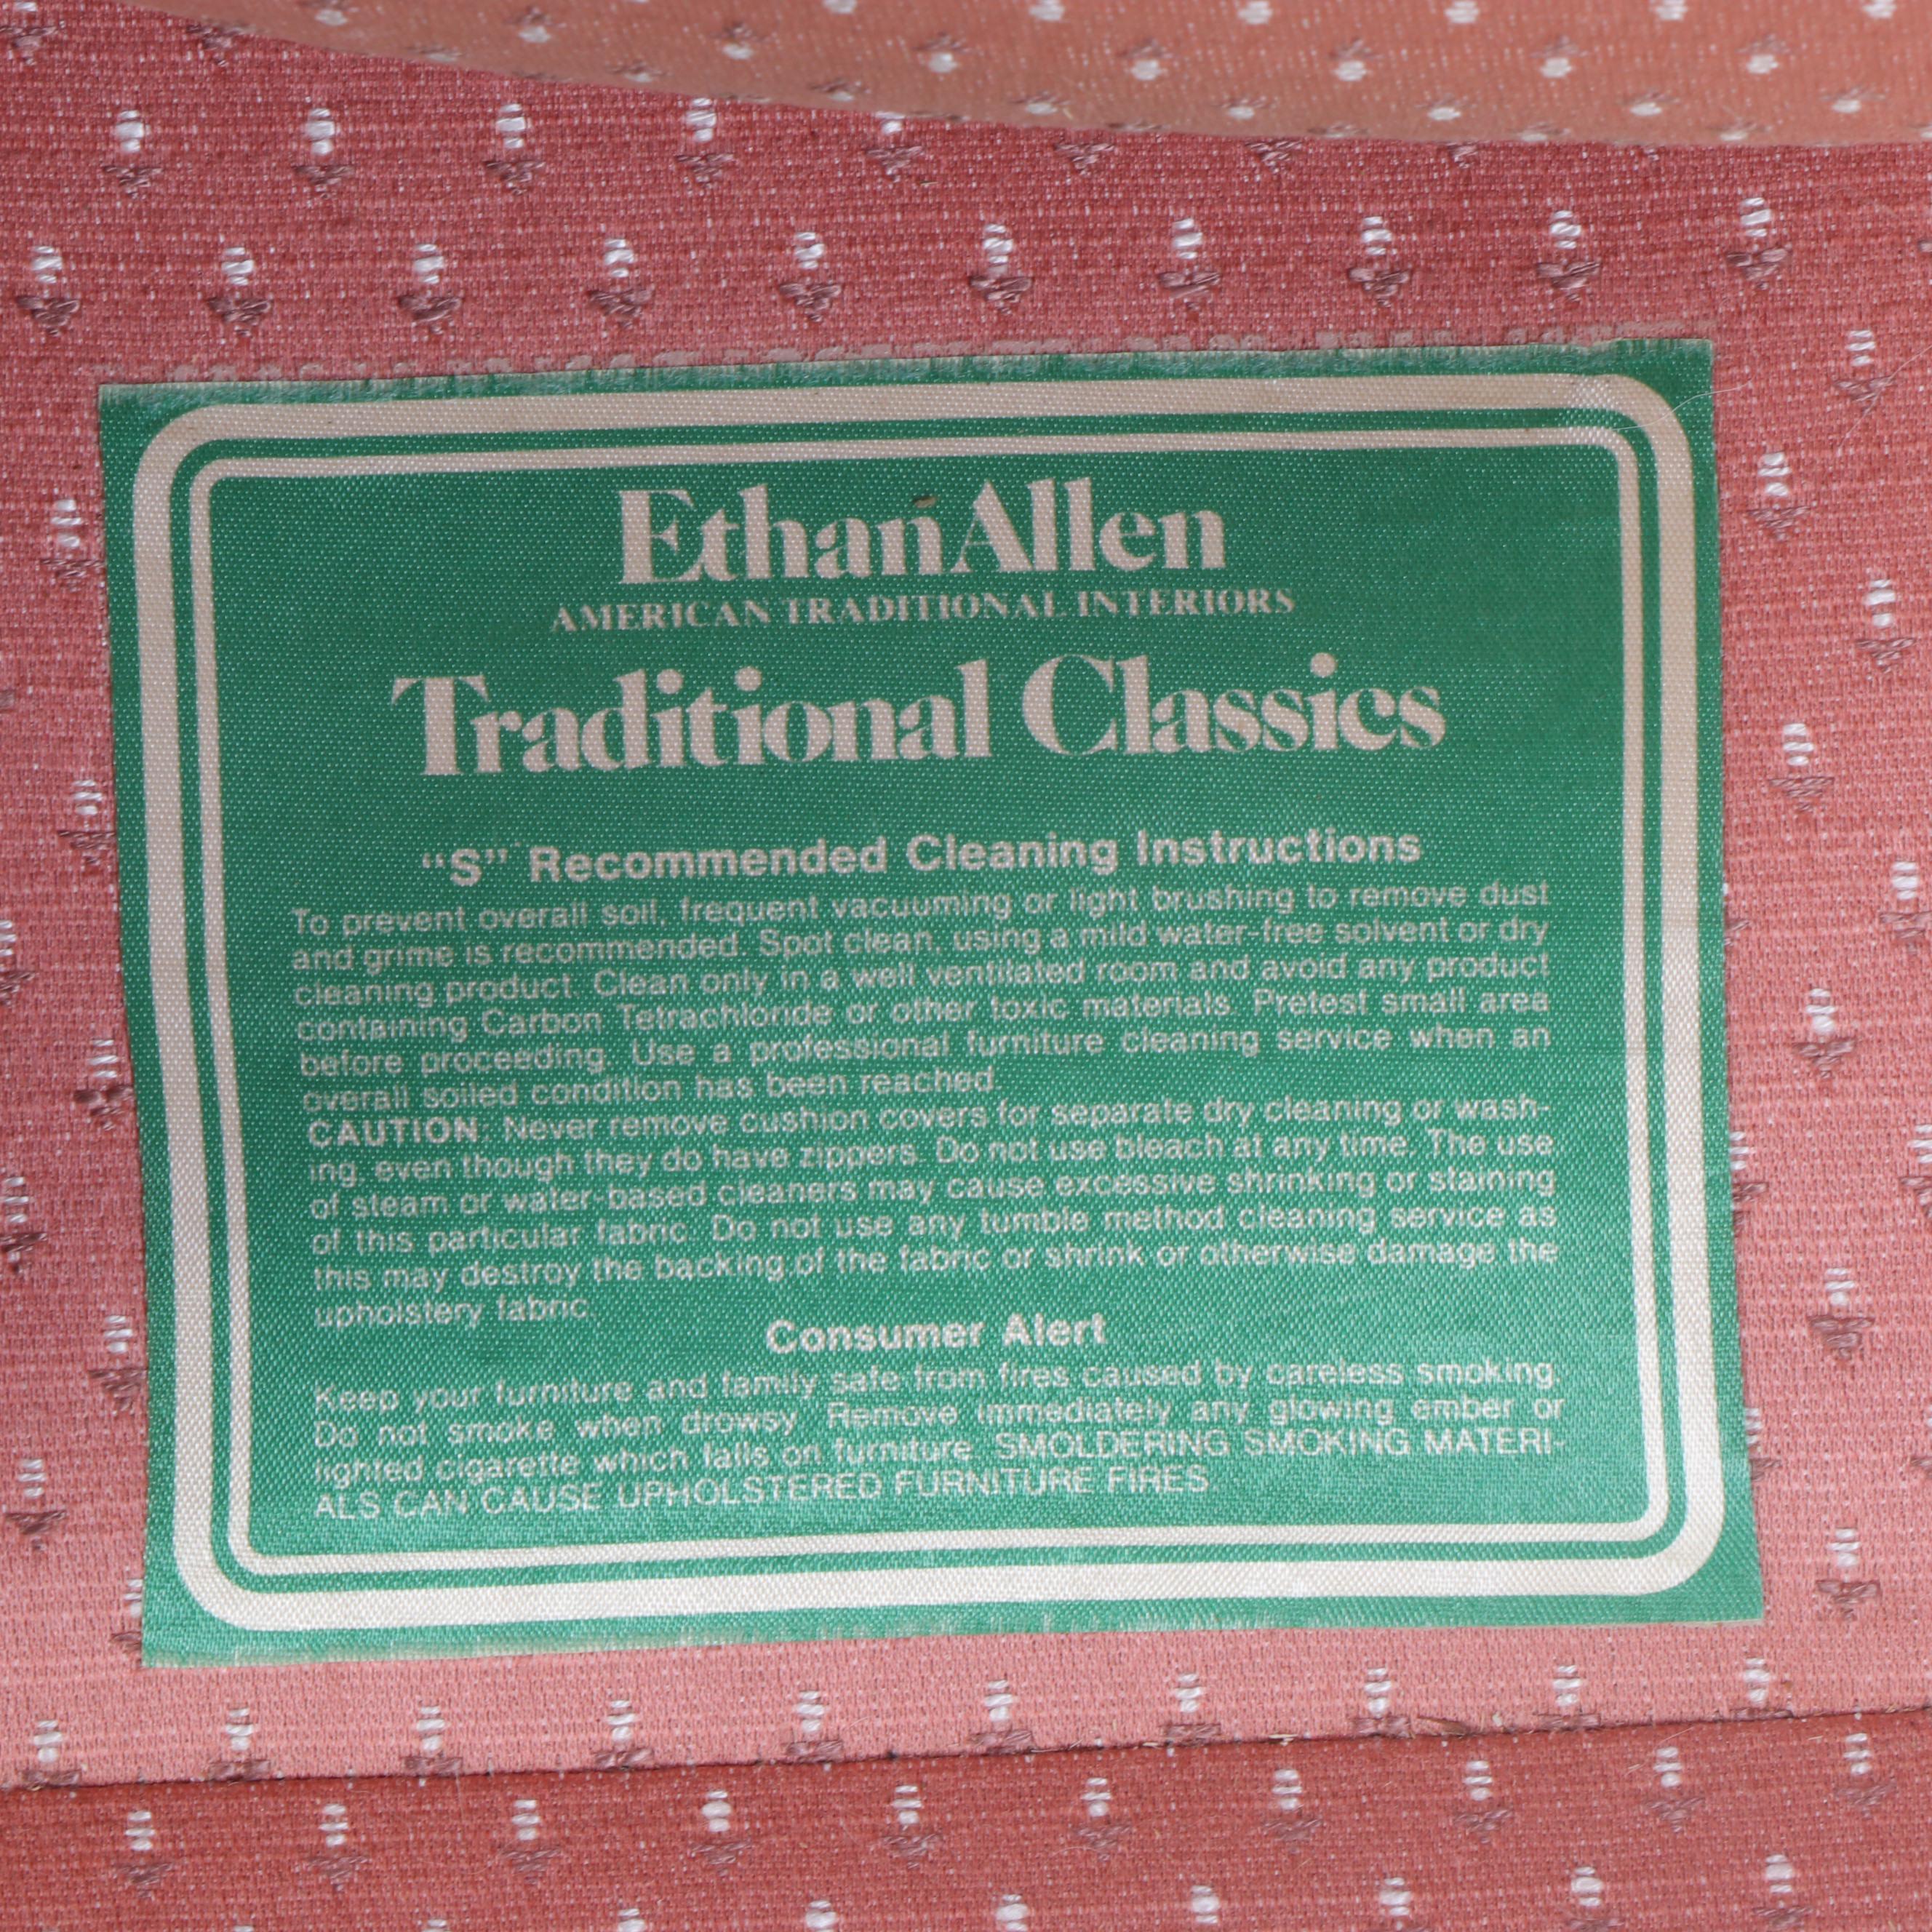 Ethan Allen
AMERICAN TRADITIONAL INTERIORS
Traditional Classics
"S" Recommended Cleaning Instructions
To prevent overall soil, frequent vacuuming or light brushing to remove dust
and grime is recommended. Spot clean, using a mild water-free solvent or dry
cleaning product. Clean only in a well ventilated room and avoid any product
containing Carbon Tetrachloride or other toxic materials. Pretest small area
before proceeding. Use a professional furniture cleaning service when an
overall soiled condition has been reached.
CAUTION: Never remove cushion covers for separate dry cleaning or wash-
ing, even though they do have zippers. Do not use bleach at any time. The use
of steam or water-based cleaners may cause excessive shrinking or staining
of this particular fabric. Do not use any tumble method cleaning service as
this may destroy the backing of the fabric or shrink or otherwise damage the
upholstery fabric.
Consumer Alert
Keep your furniture and family safe from fires caused by careless smoking.
Do not smoke when drowsy. Remove immediately any glowing ember or
lighted cigarette which falls on furniture. SMOLDERING SMOKING MATERI-
ALS CAN CAUSE UPHOLSTERED FURNITURE FIRES